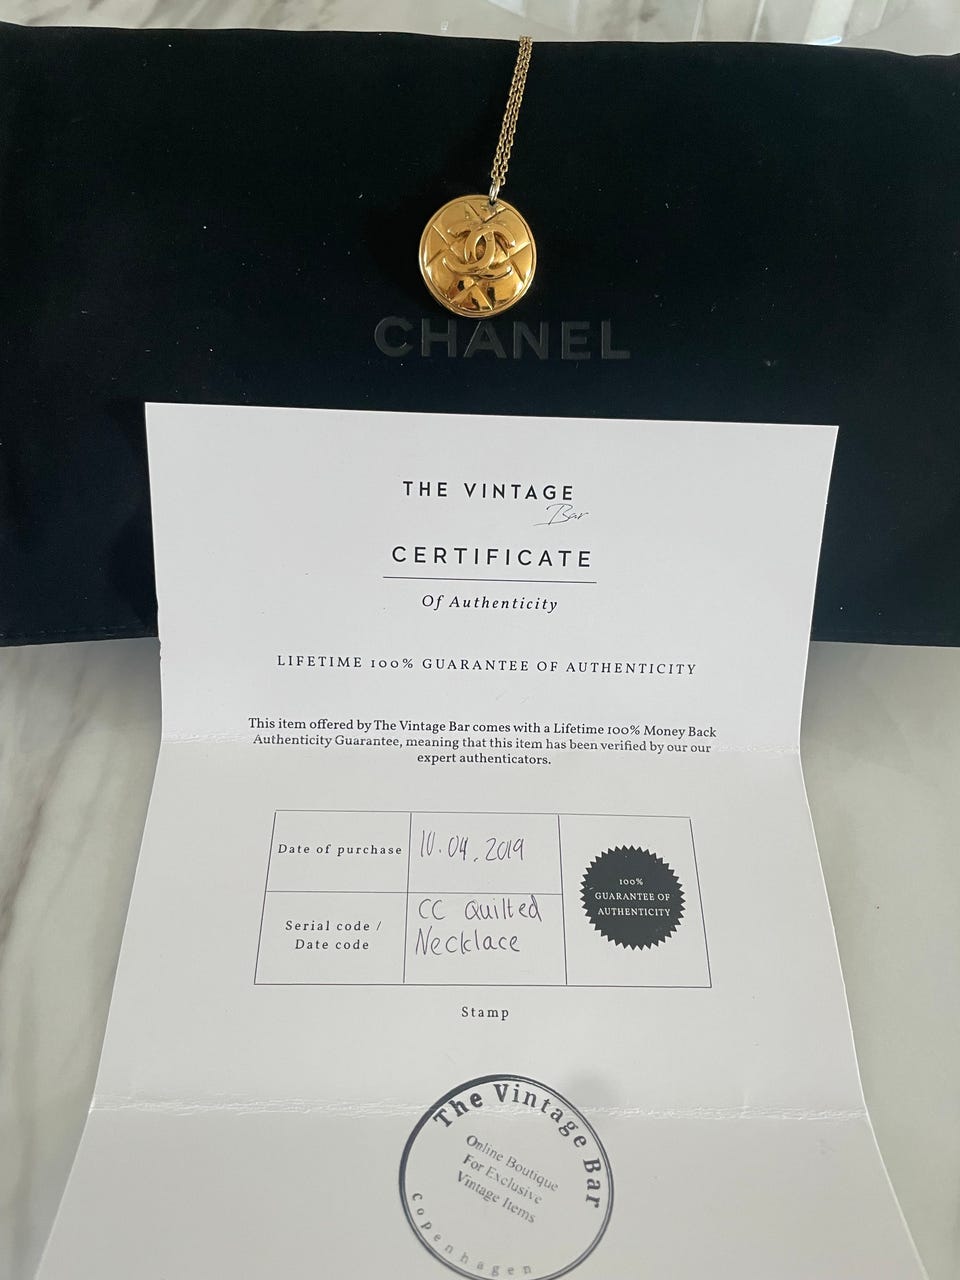 CHANEL
THE VINTAGE
Bar
CERTIFICATE
Of Authenticity
LIFETIME 100% GUARANTEE OF AUTHENTICITY
This item offered by The Vintage Bar comes with a Lifetime 100% Money Back
Authenticity Guarantee, meaning that this item has been verified by our our
expert authenticators.
Date of purchase
10.04.2019
Serial code /
Date code
CC Quilted
Necklace
100%
GUARANTEE OF
AUTHENTICITY
Stamp
The Vintage Bar
Online Boutique
For Exclusive
Vintage Items
copenhagen